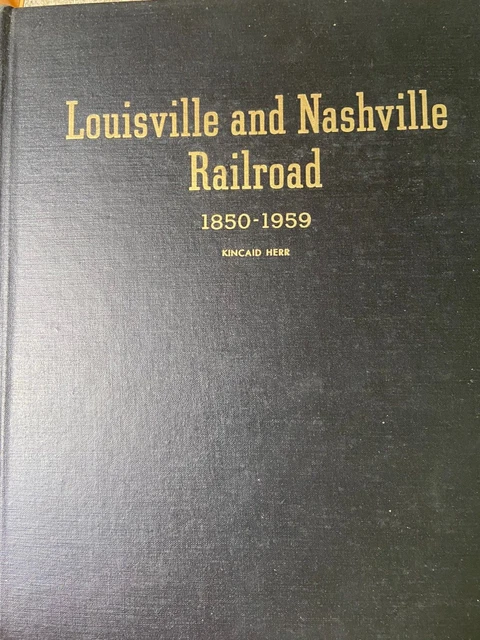 Louisville and Nashville
Railroad
1850-1959
KINCAID HERR